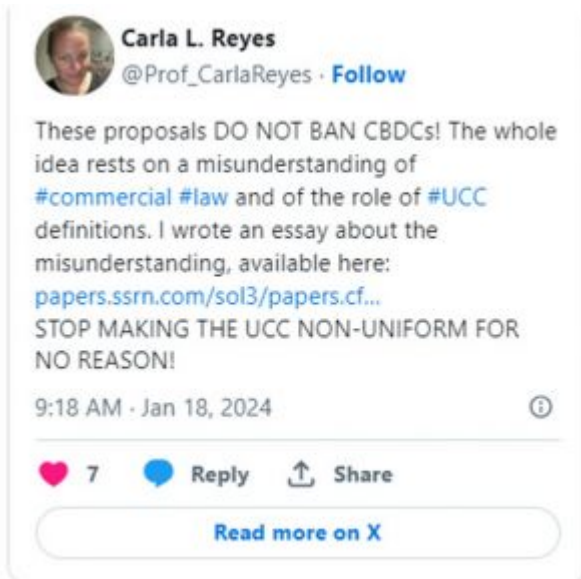 Carla L. Reyes
@Prof_CarlaReyes · Follow
These proposals DO NOT BAN CBDCs! The whole
idea rests on a misunderstanding of
#commercial #law and of the role of #UCC
definitions. I wrote an essay about the
misunderstanding, available here:
papers.ssrn.com/sol3/papers.cf...
STOP MAKING THE UCC NON-UNIFORM FOR
NO REASON!
9:18 AM · Jan 18, 2024
7 Reply Share
Read more on X